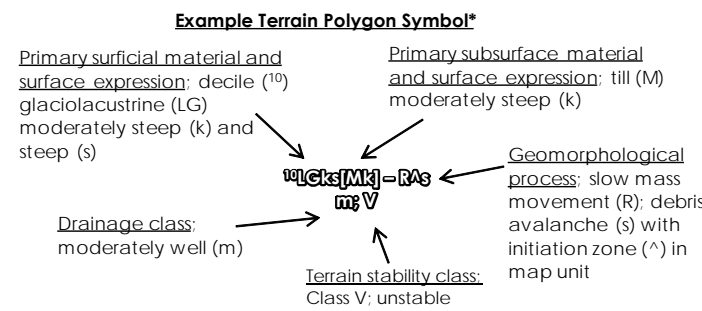 Example Terrain Polygon Symbol*
Primary surficial material and
surface expression; decile (¹⁰)
glaciolacustrine (LG)
moderately steep (k) and
steep (s)
Primary subsurface material
and surface expression; till (M)
moderately steep (k)
¹⁰LGks[Mk] – R^s
m; V
Geomorphological
process; slow mass
movement (R); debris
avalanche (s) with
initiation zone (^) in
map unit
Drainage class;
moderately well (m)
Terrain stability class;
Class V; unstable